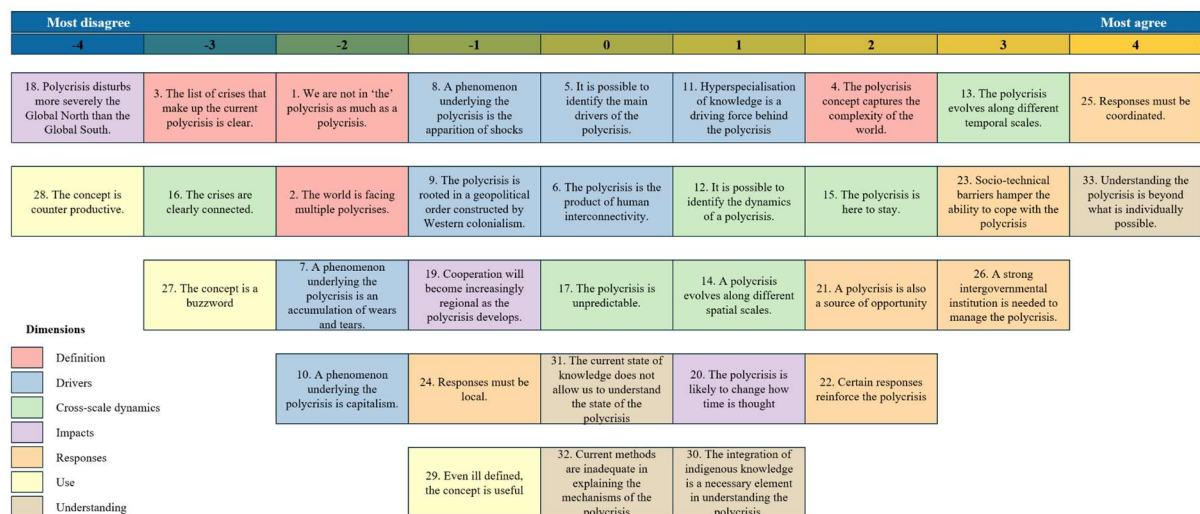 Most disagree
Most agree
-4
-3
-2
-1
0
1
2
3
4
18. Polycrisis disturbs
more severely the
Global North than the
Global South.
3. The list of crises that
make up the current
polycrisis is clear.
1. We are not in ‘the’
polycrisis as much as a
polycrisis.
8. A phenomenon
underlying the
polycrisis is the
apparition of shocks
5. It is possible to
identify the main
drivers of the
polycrisis.
11. Hyperspecialisation
of knowledge is a
driving force behind
the polycrisis
4. The polycrisis
concept captures the
complexity of the
world.
13. The polycrisis
evolves along different
temporal scales.
25. Responses must be
coordinated.
28. The concept is
counter productive.
16. The crises are
clearly connected.
2. The world is facing
multiple polycrises.
9. The polycrisis is
rooted in a geopolitical
order constructed by
Western colonialism.
6. The polycrisis is the
product of human
interconnectivity.
12. It is possible to
identify the dynamics
of a polycrisis.
15. The polycrisis is
here to stay.
23. Socio-technical
barriers hamper the
ability to cope with the
polycrisis
33. Understanding the
polycrisis is beyond
what is individually
possible.
27. The concept is a
buzzword
7. A phenomenon
underlying the
polycrisis is an
accumulation of wears
and tears.
19. Cooperation will
become increasingly
regional as the
polycrisis develops.
17. The polycrisis is
unpredictable.
14. A polycrisis
evolves along different
spatial scales.
21. A polycrisis is also
a source of opportunity
26. A strong
intergovernmental
institution is needed to
manage the polycrisis.
10. A phenomenon
underlying the
polycrisis is capitalism.
24. Responses must be
local.
31. The current state of
knowledge does not
allow us to understand
the state of the
polycrisis
20. The polycrisis is
likely to change how
time is thought
22. Certain responses
reinforce the polycrisis
29. Even ill defined,
the concept is useful
32. Current methods
are inadequate in
explaining the
mechanisms of the
polycrisis
30. The integration of
indigenous knowledge
is a necessary element
in understanding the
polycrisis
Dimensions
Definition
Drivers
Cross-scale dynamics
Impacts
Responses
Use
Understanding